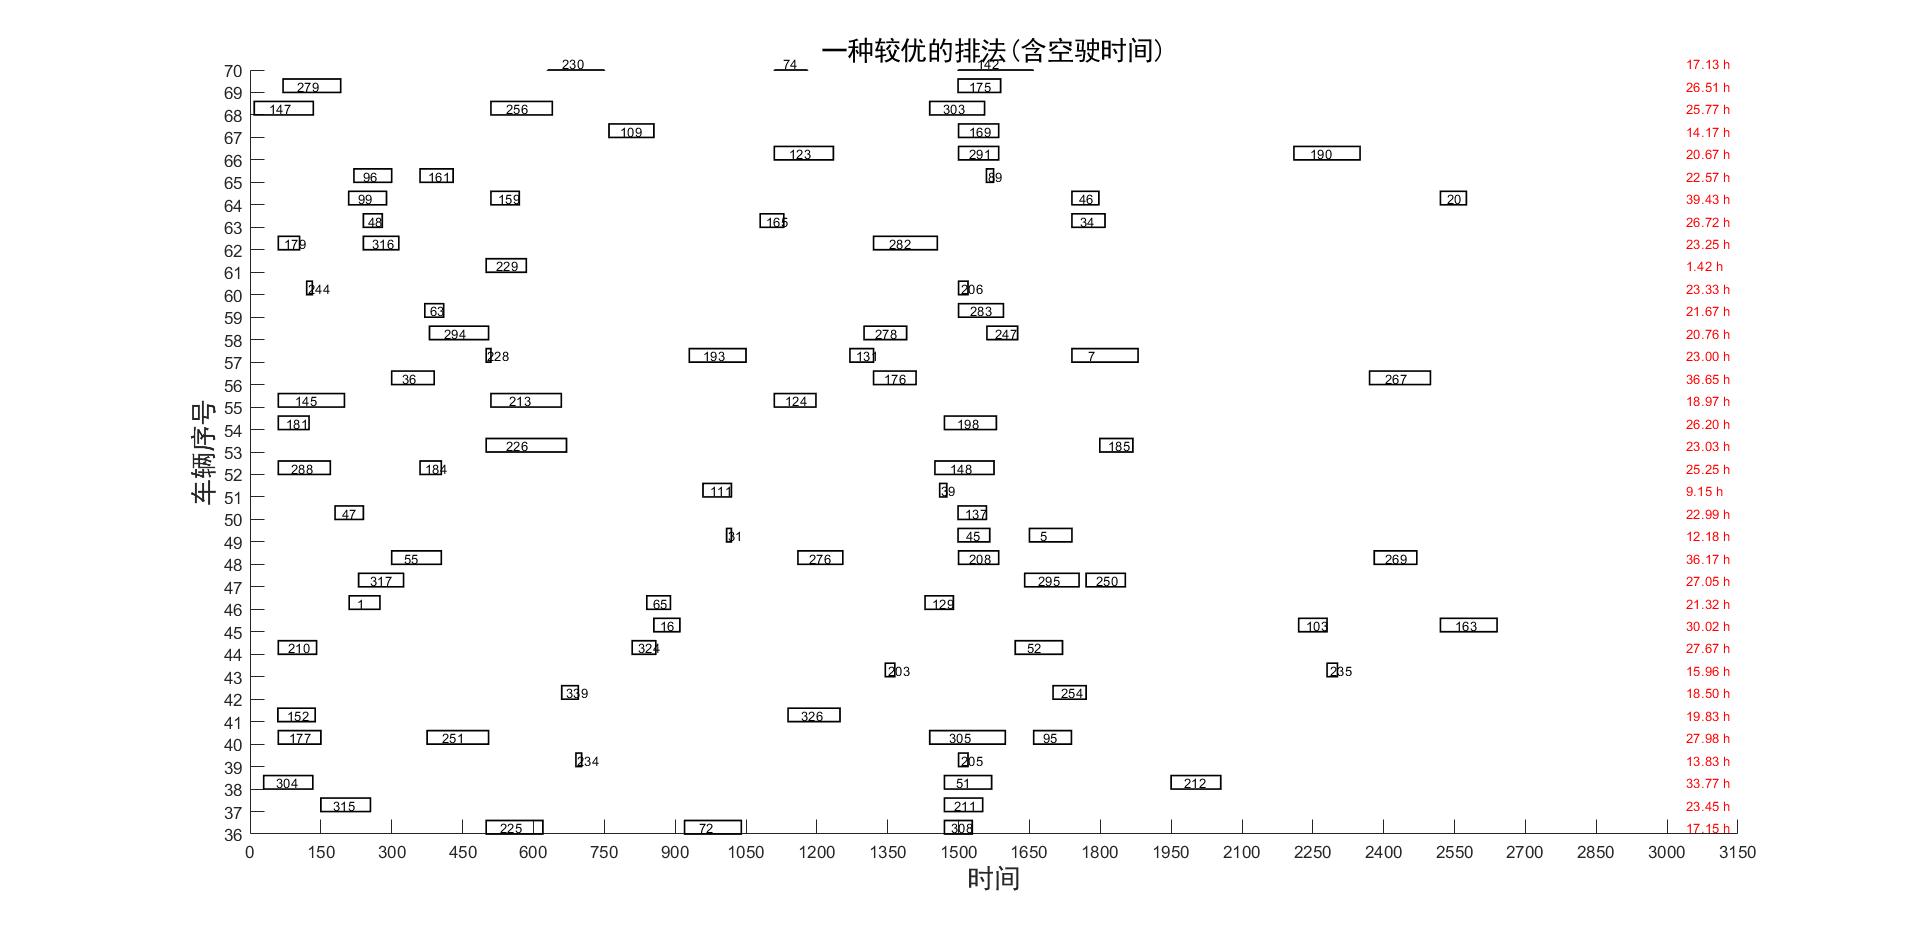 一种较优的排法(含空驶时间)
70 230 74 142 17.13 h
69 279 175 26.51 h
68 147 256 303 25.77 h
67 109 169 14.17 h
66 123 291 190 20.67 h
65 96 161 89 22.57 h
64 99 159 46 20 39.43 h
63 48 165 34 26.72 h
62 179 316 282 23.25 h
61 229 1.42 h
60 244 206 23.33 h
59 63 283 21.67 h
58 294 278 247 20.76 h
57 228 193 131 7 23.00 h
56 36 176 267 36.65 h
55 145 213 124 18.97 h
54 181 198 26.20 h
53 226 185 23.03 h
52 288 184 148 25.25 h
51 111 39 9.15 h
50 47 137 22.99 h
49 31 45 5 12.18 h
48 55 276 208 269 36.17 h
47 317 295 250 27.05 h
46 1 65 129 21.32 h
45 16 103 163 30.02 h
44 210 324 52 27.67 h
43 203 235 15.96 h
42 339 254 18.50 h
41 152 326 19.83 h
40 177 251 305 95 27.98 h
39 234 205 13.83 h
38 304 51 212 33.77 h
37 315 211 23.45 h
36 225 72 308 17.15 h
车辆序号
0 150 300 450 600 750 900 1050 1200 1350 1500 1650 1800 1950 2100 2250 2400 2550 2700 2850 3000 3150
时间